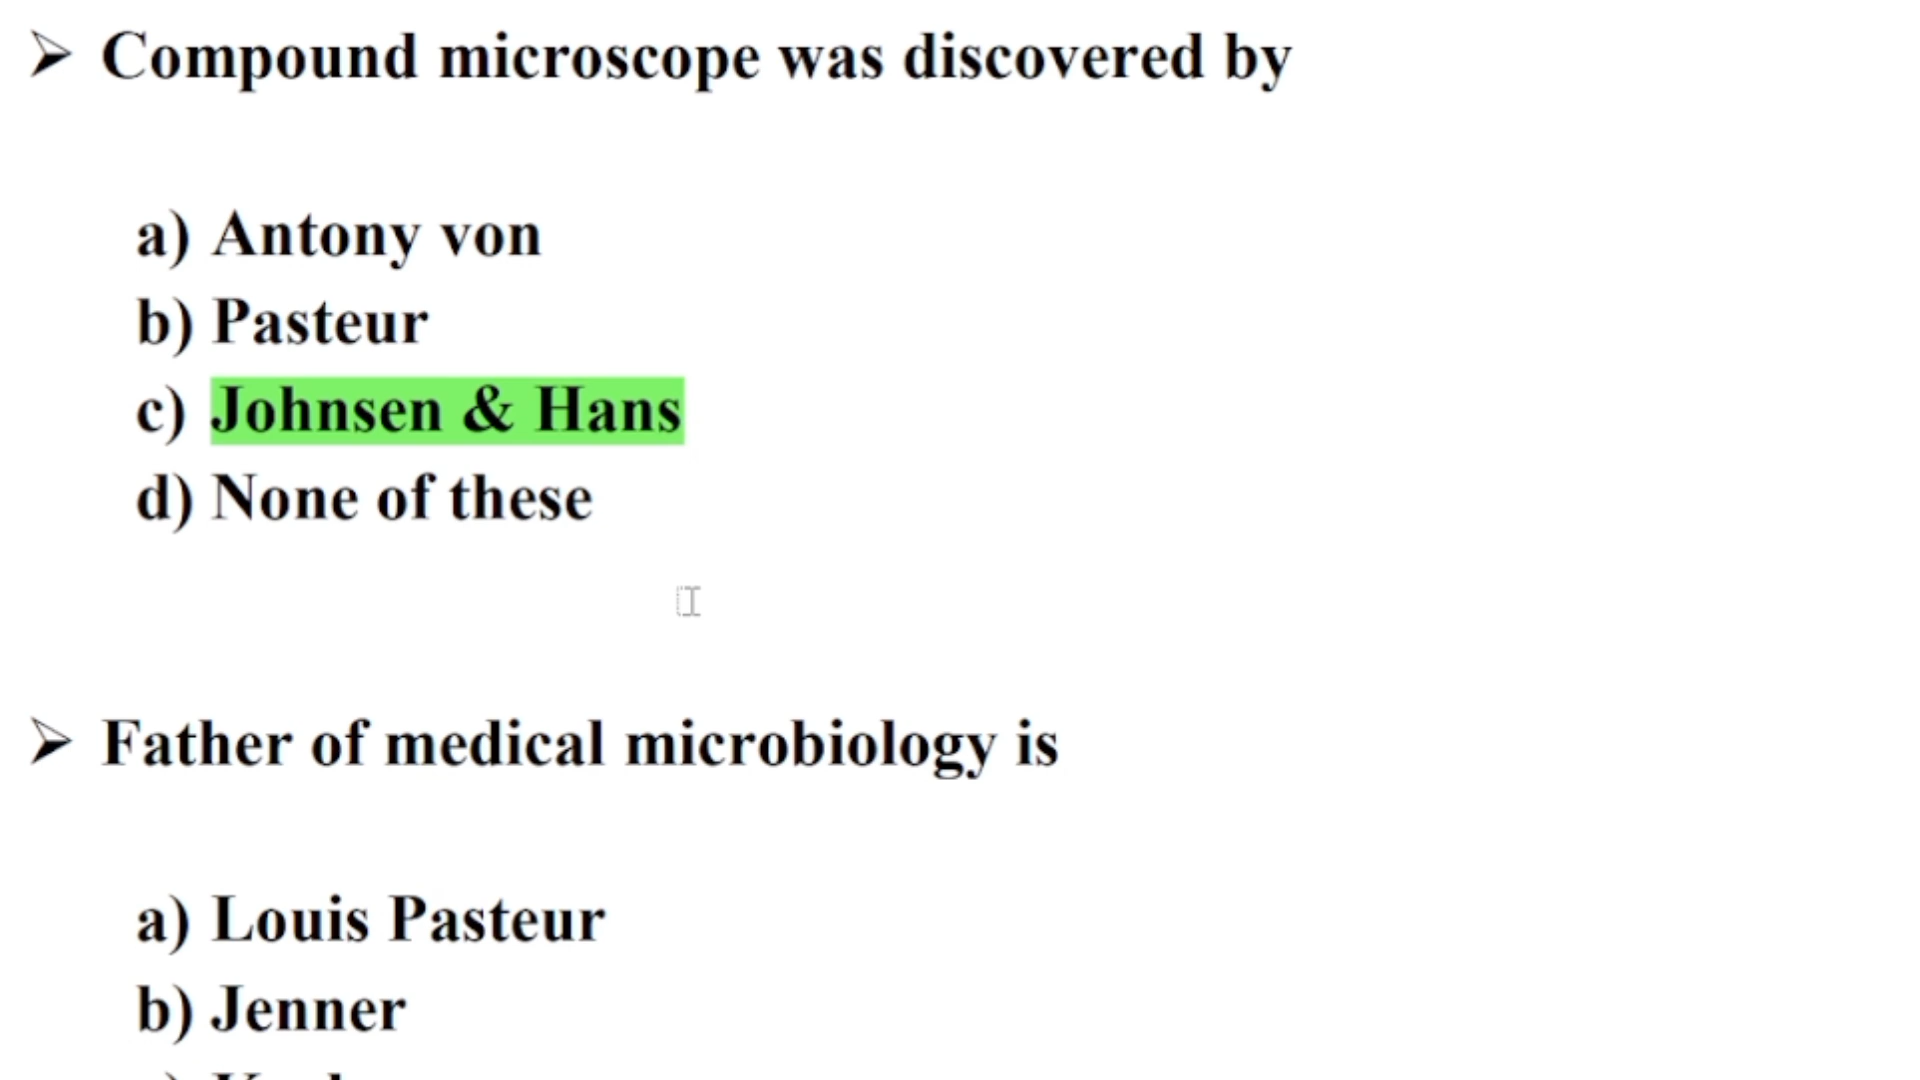 ➢ Compound microscope was discovered by
a) Antony von
b) Pasteur
c) Johnsen & Hans
d) None of these
➢ Father of medical microbiology is
a) Louis Pasteur
b) Jenner